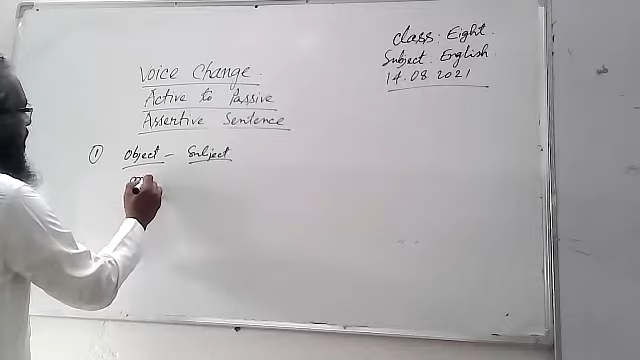 Class: Eight.
Subject: English.
14.08.2021
Voice Change.
Active to Passive
Assertive Sentence
① Object - Subject